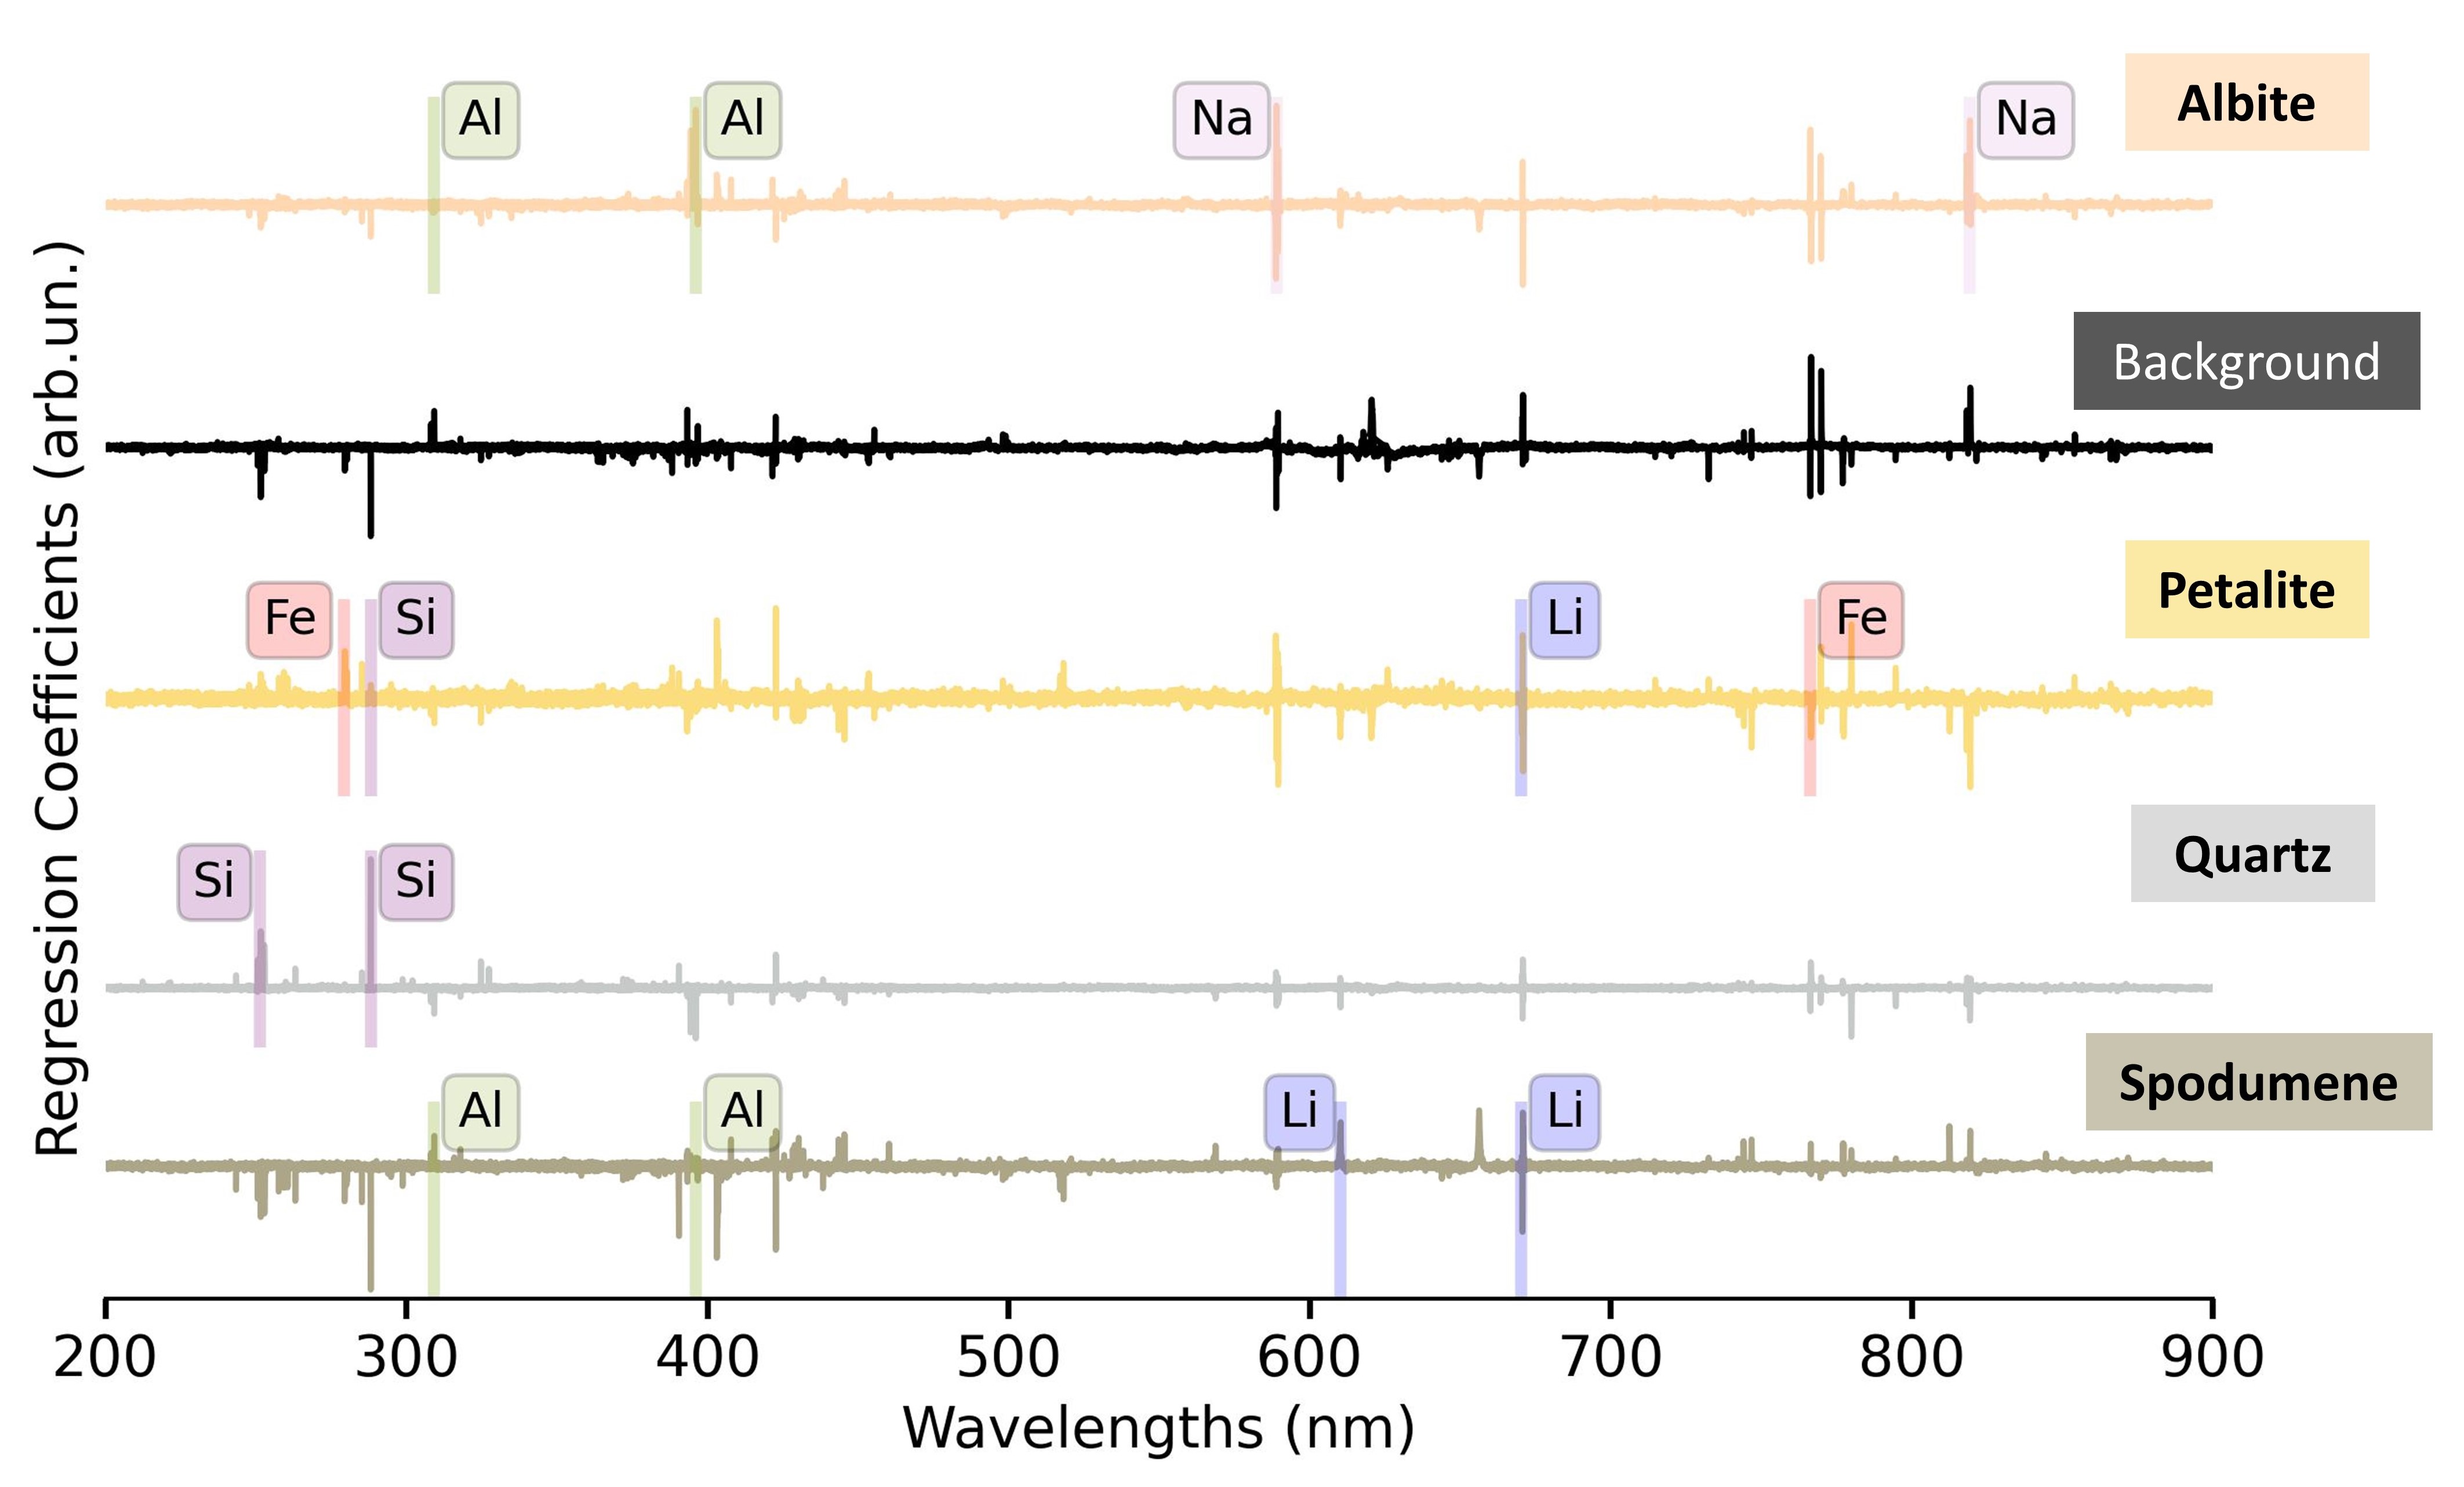 Al
Al
Na
Na
Albite
Background
Fe
Si
Li
Fe
Petalite
Si
Si
Quartz
Al
Al
Li
Li
Spodumene
Regression Coefficients (arb.un.)
200 300 400 500 600 700 800 900
Wavelengths (nm)